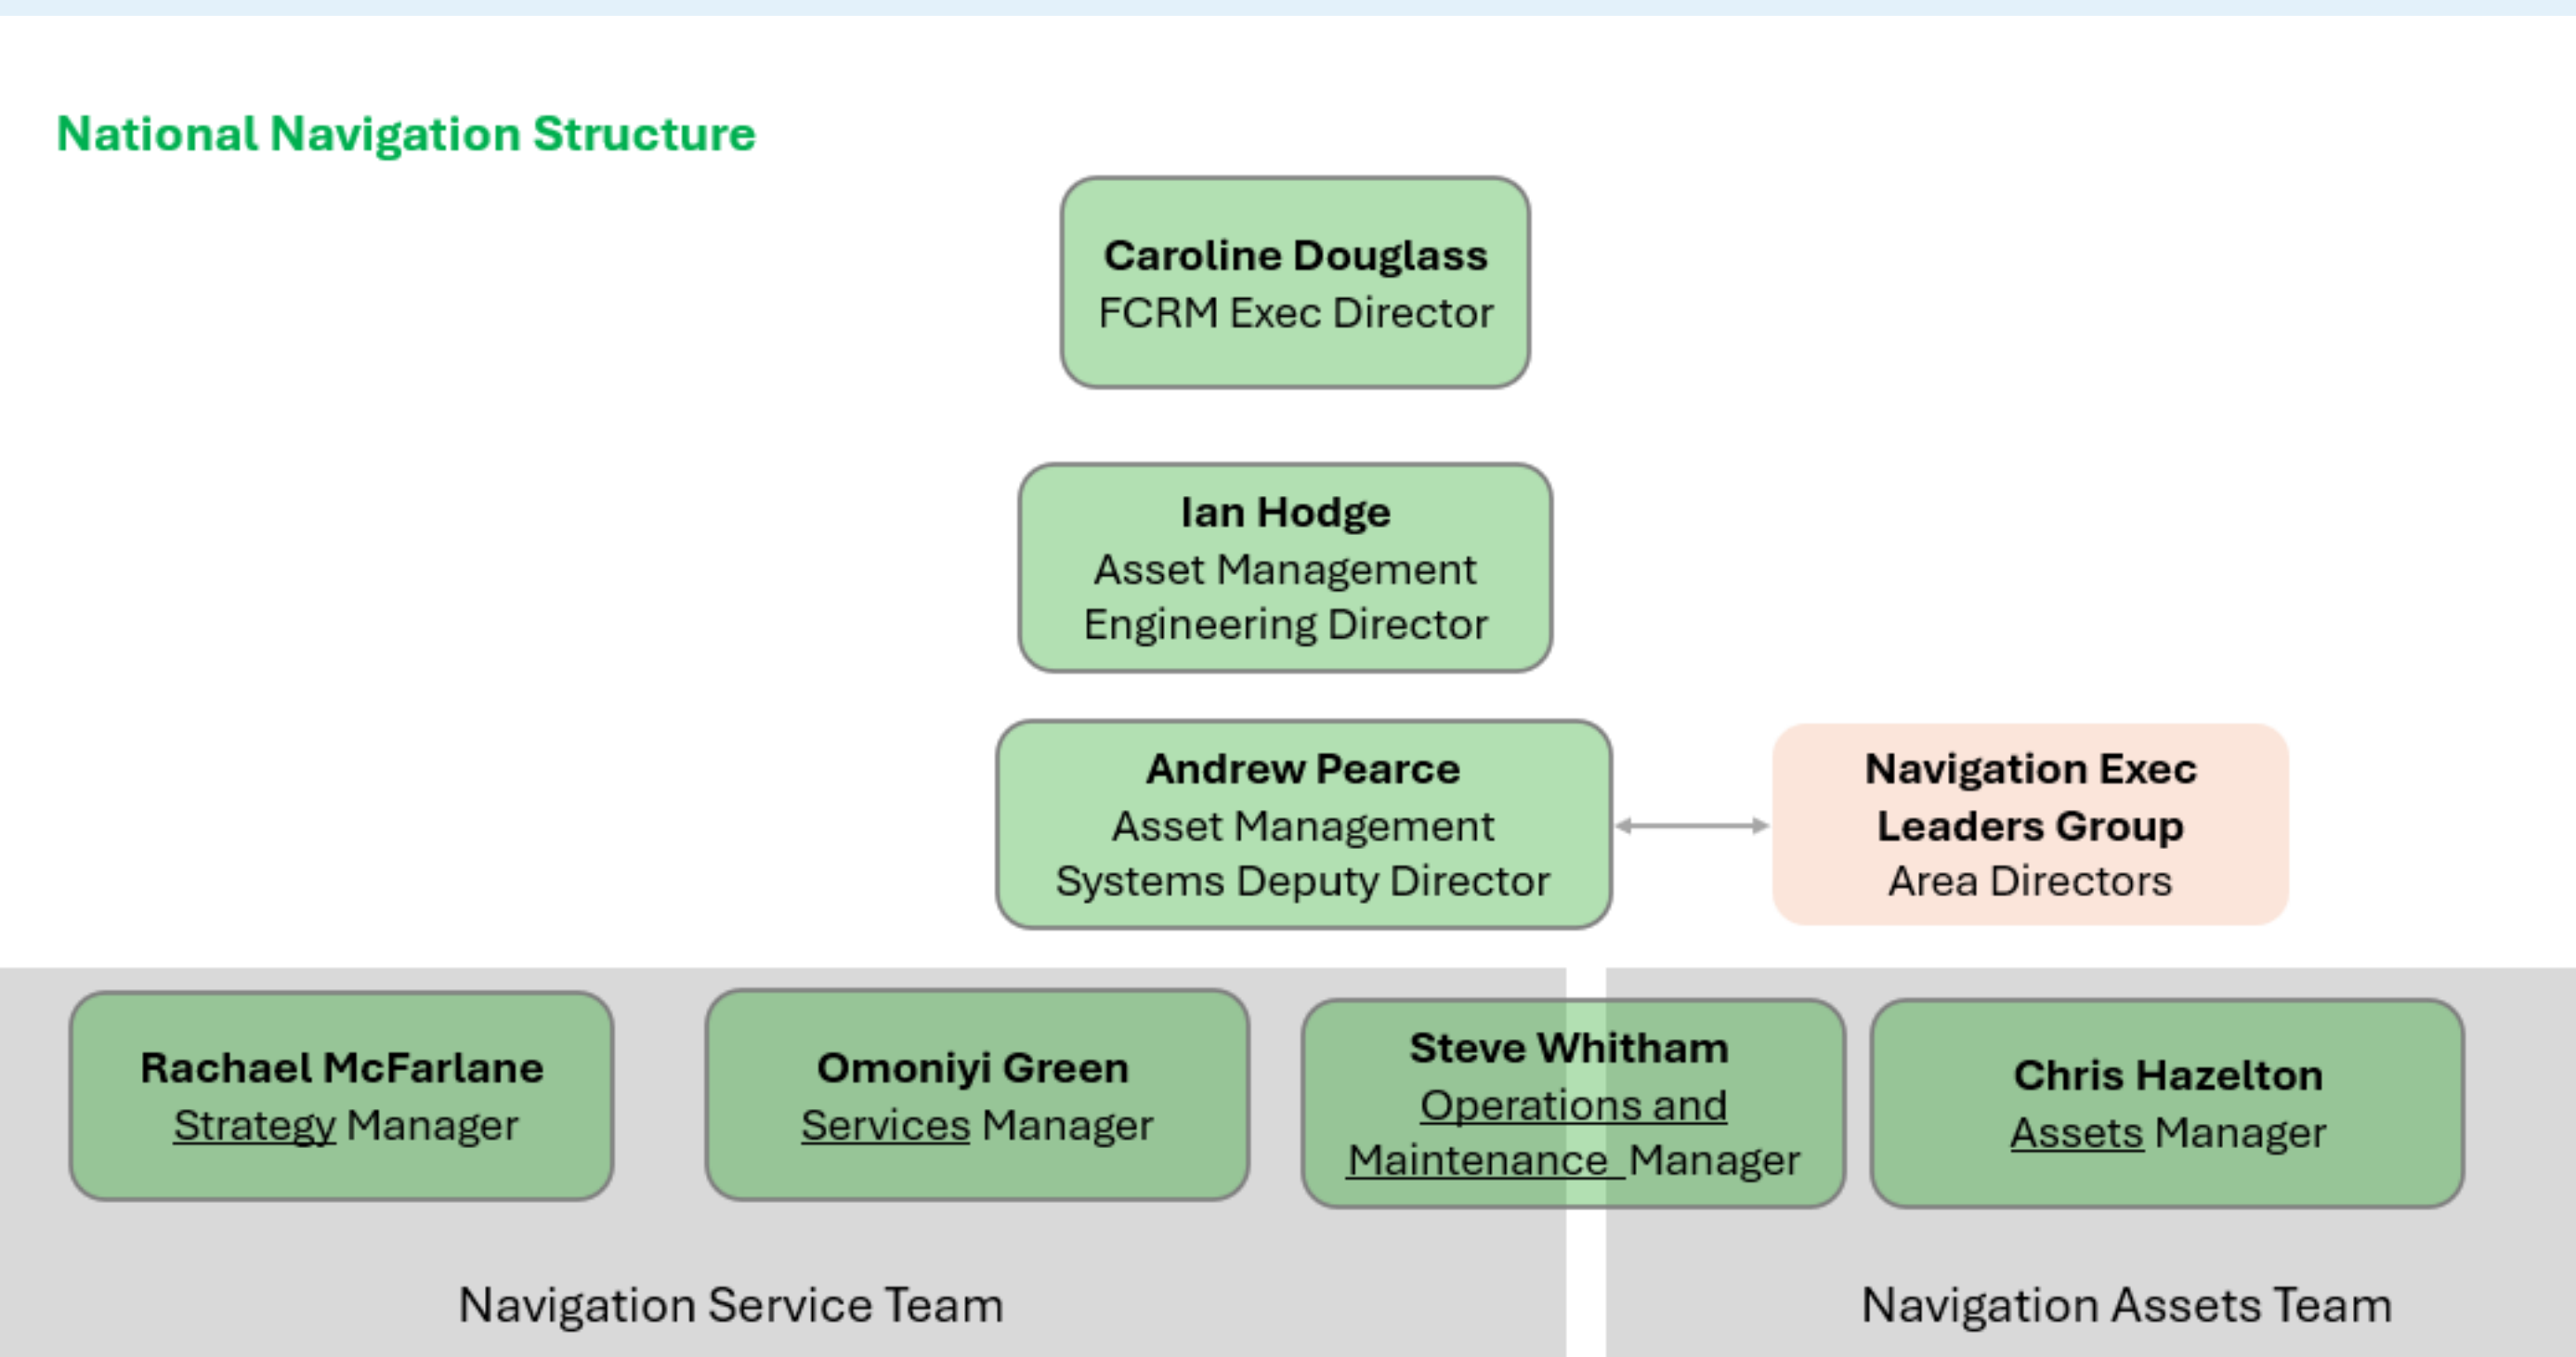 National Navigation Structure
Caroline Douglass
FCRM Exec Director
Ian Hodge
Asset Management
Engineering Director
Andrew Pearce
Asset Management
Systems Deputy Director
Navigation Exec
Leaders Group
Area Directors
Rachael McFarlane
Strategy Manager
Omoniyi Green
Services Manager
Steve Whitham
Operations and
Maintenance Manager
Chris Hazelton
Assets Manager
Navigation Service Team
Navigation Assets Team